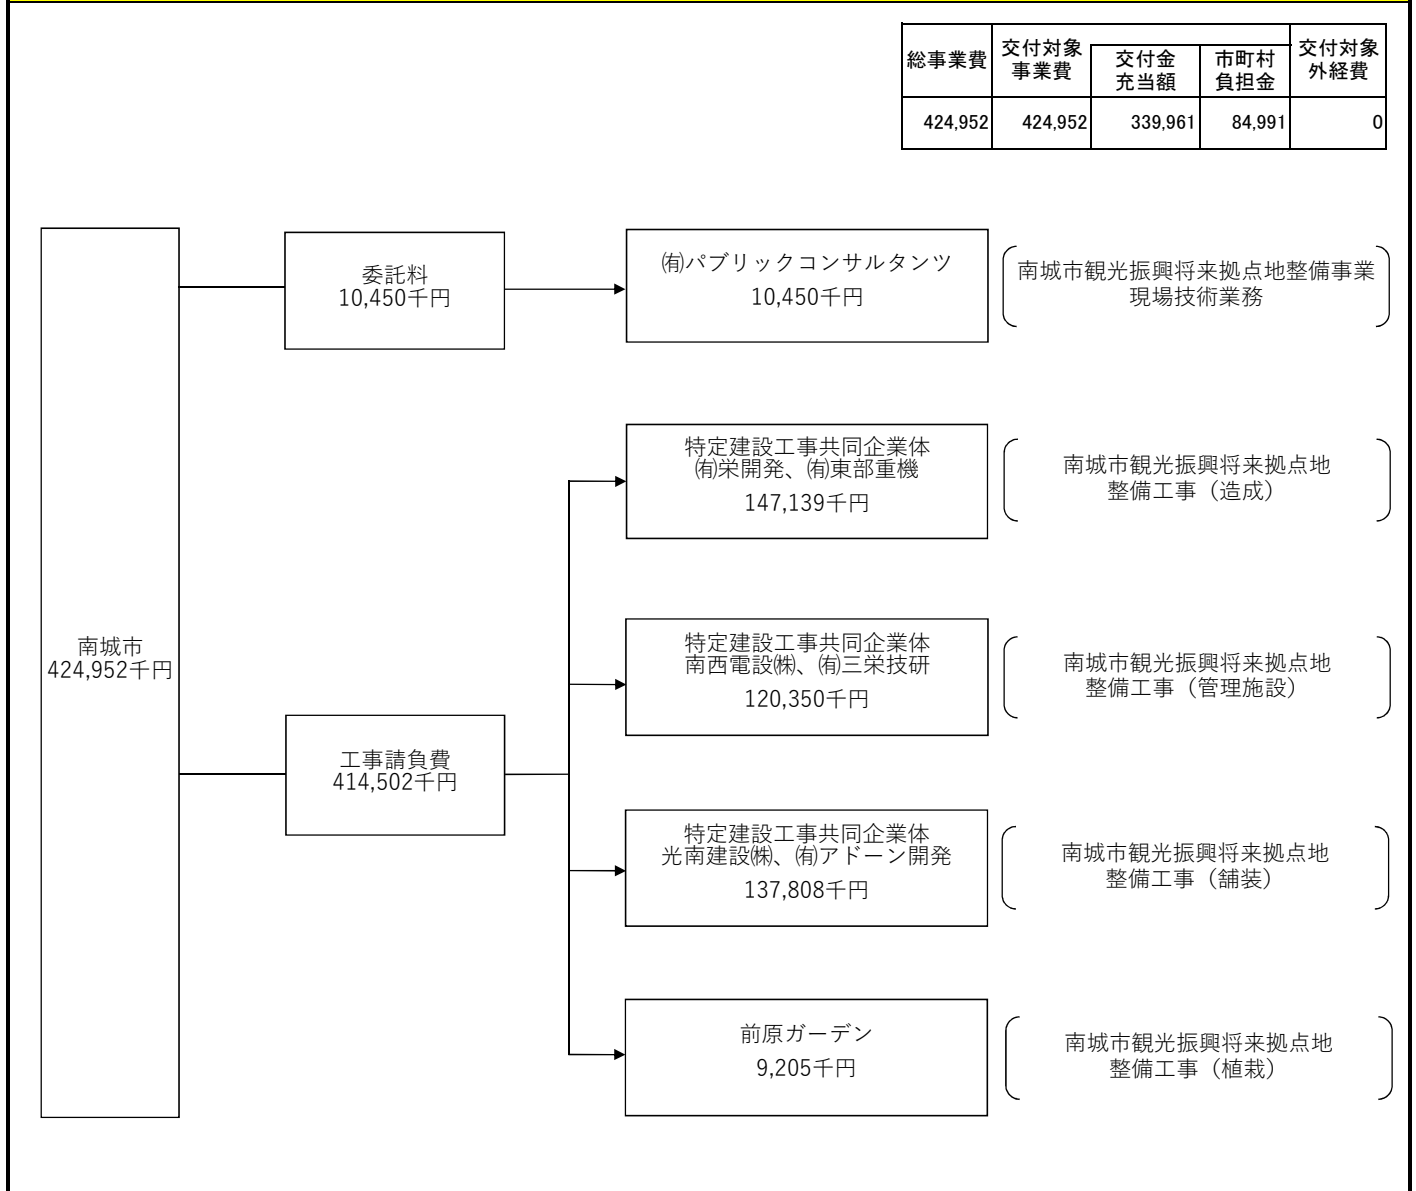 総事業費
交付対象
事業費
交付金
充当額
市町村
負担金
交付対象
外経費
424,952
424,952
339,961
84,991
0
委託料
10,450千円
㈲パブリックコンサルタンツ
10,450千円
南城市観光振興将来拠点地整備事業
現場技術業務
特定建設工事共同企業体
㈲栄開発、㈲東部重機
147,139千円
南城市観光振興将来拠点地
整備工事（造成）
南城市
424,952千円
特定建設工事共同企業体
南西電設㈱、㈲三栄技研
120,350千円
南城市観光振興将来拠点地
整備工事（管理施設）
工事請負費
414,502千円
特定建設工事共同企業体
光南建設㈱、㈲アドーン開発
137,808千円
南城市観光振興将来拠点地
整備工事（舗装）
前原ガーデン
9,205千円
南城市観光振興将来拠点地
整備工事（植栽）